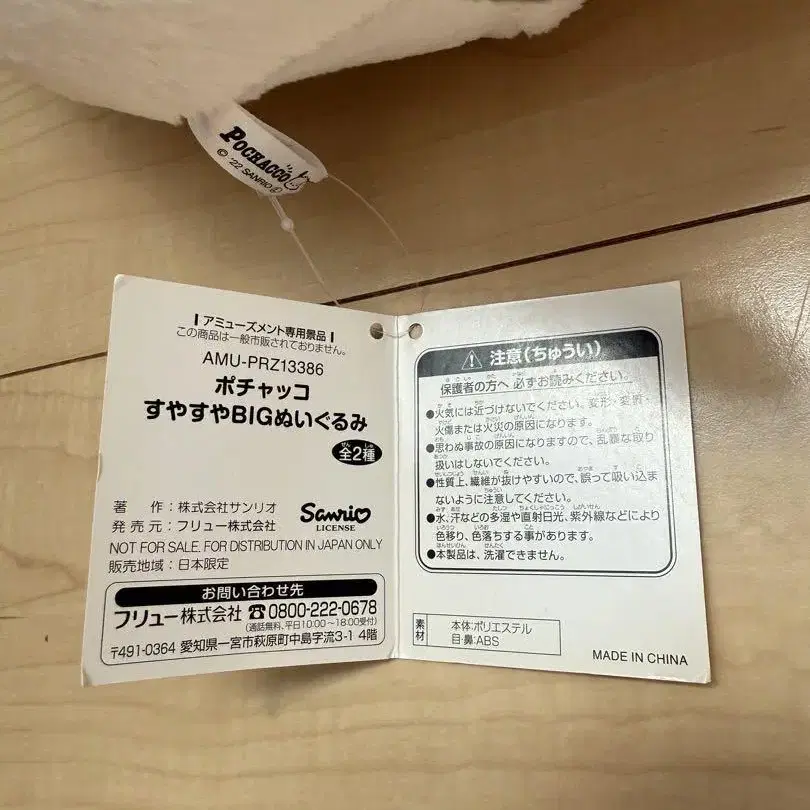 POCHACCO
© '22 SANRIO
アミューズメント専用景品
この商品は一般市販されておりません。
AMU-PRZ13386
ポチャッコ
すやすやBIGぬいぐるみ
ぜん しゅ
全2種
著 作：株式会社サンリオ
発 売 元：フリュー株式会社
Sanrio
LICENSE
NOT FOR SALE. FOR DISTRIBUTION IN JAPAN ONLY
販売地域：日本限定
お問い合わせ先
フリュー株式会社 ☎0800-222-0678
(通話無料、平日10:00～18:00受付)
〒491-0364 愛知県一宮市萩原町中島字流3-1 4階
注意(ちゅうい)
保護者の方へ 必ずお読みください。
●火気には近づけないでください。変形・変質・
火傷または火災の原因になります。
●思わぬ事故の原因になりますので、乱暴な取り
扱いはしないでください。
●性質上、繊維が抜けやすいので、誤って吸い込ま
ないように注意してください。
●水、汗などの多湿や直射日光、紫外線などにより
色移り、色落ちする事があります。
●本製品は、洗濯できません。
素材
本体:ポリエステル
目・鼻:ABS
MADE IN CHINA